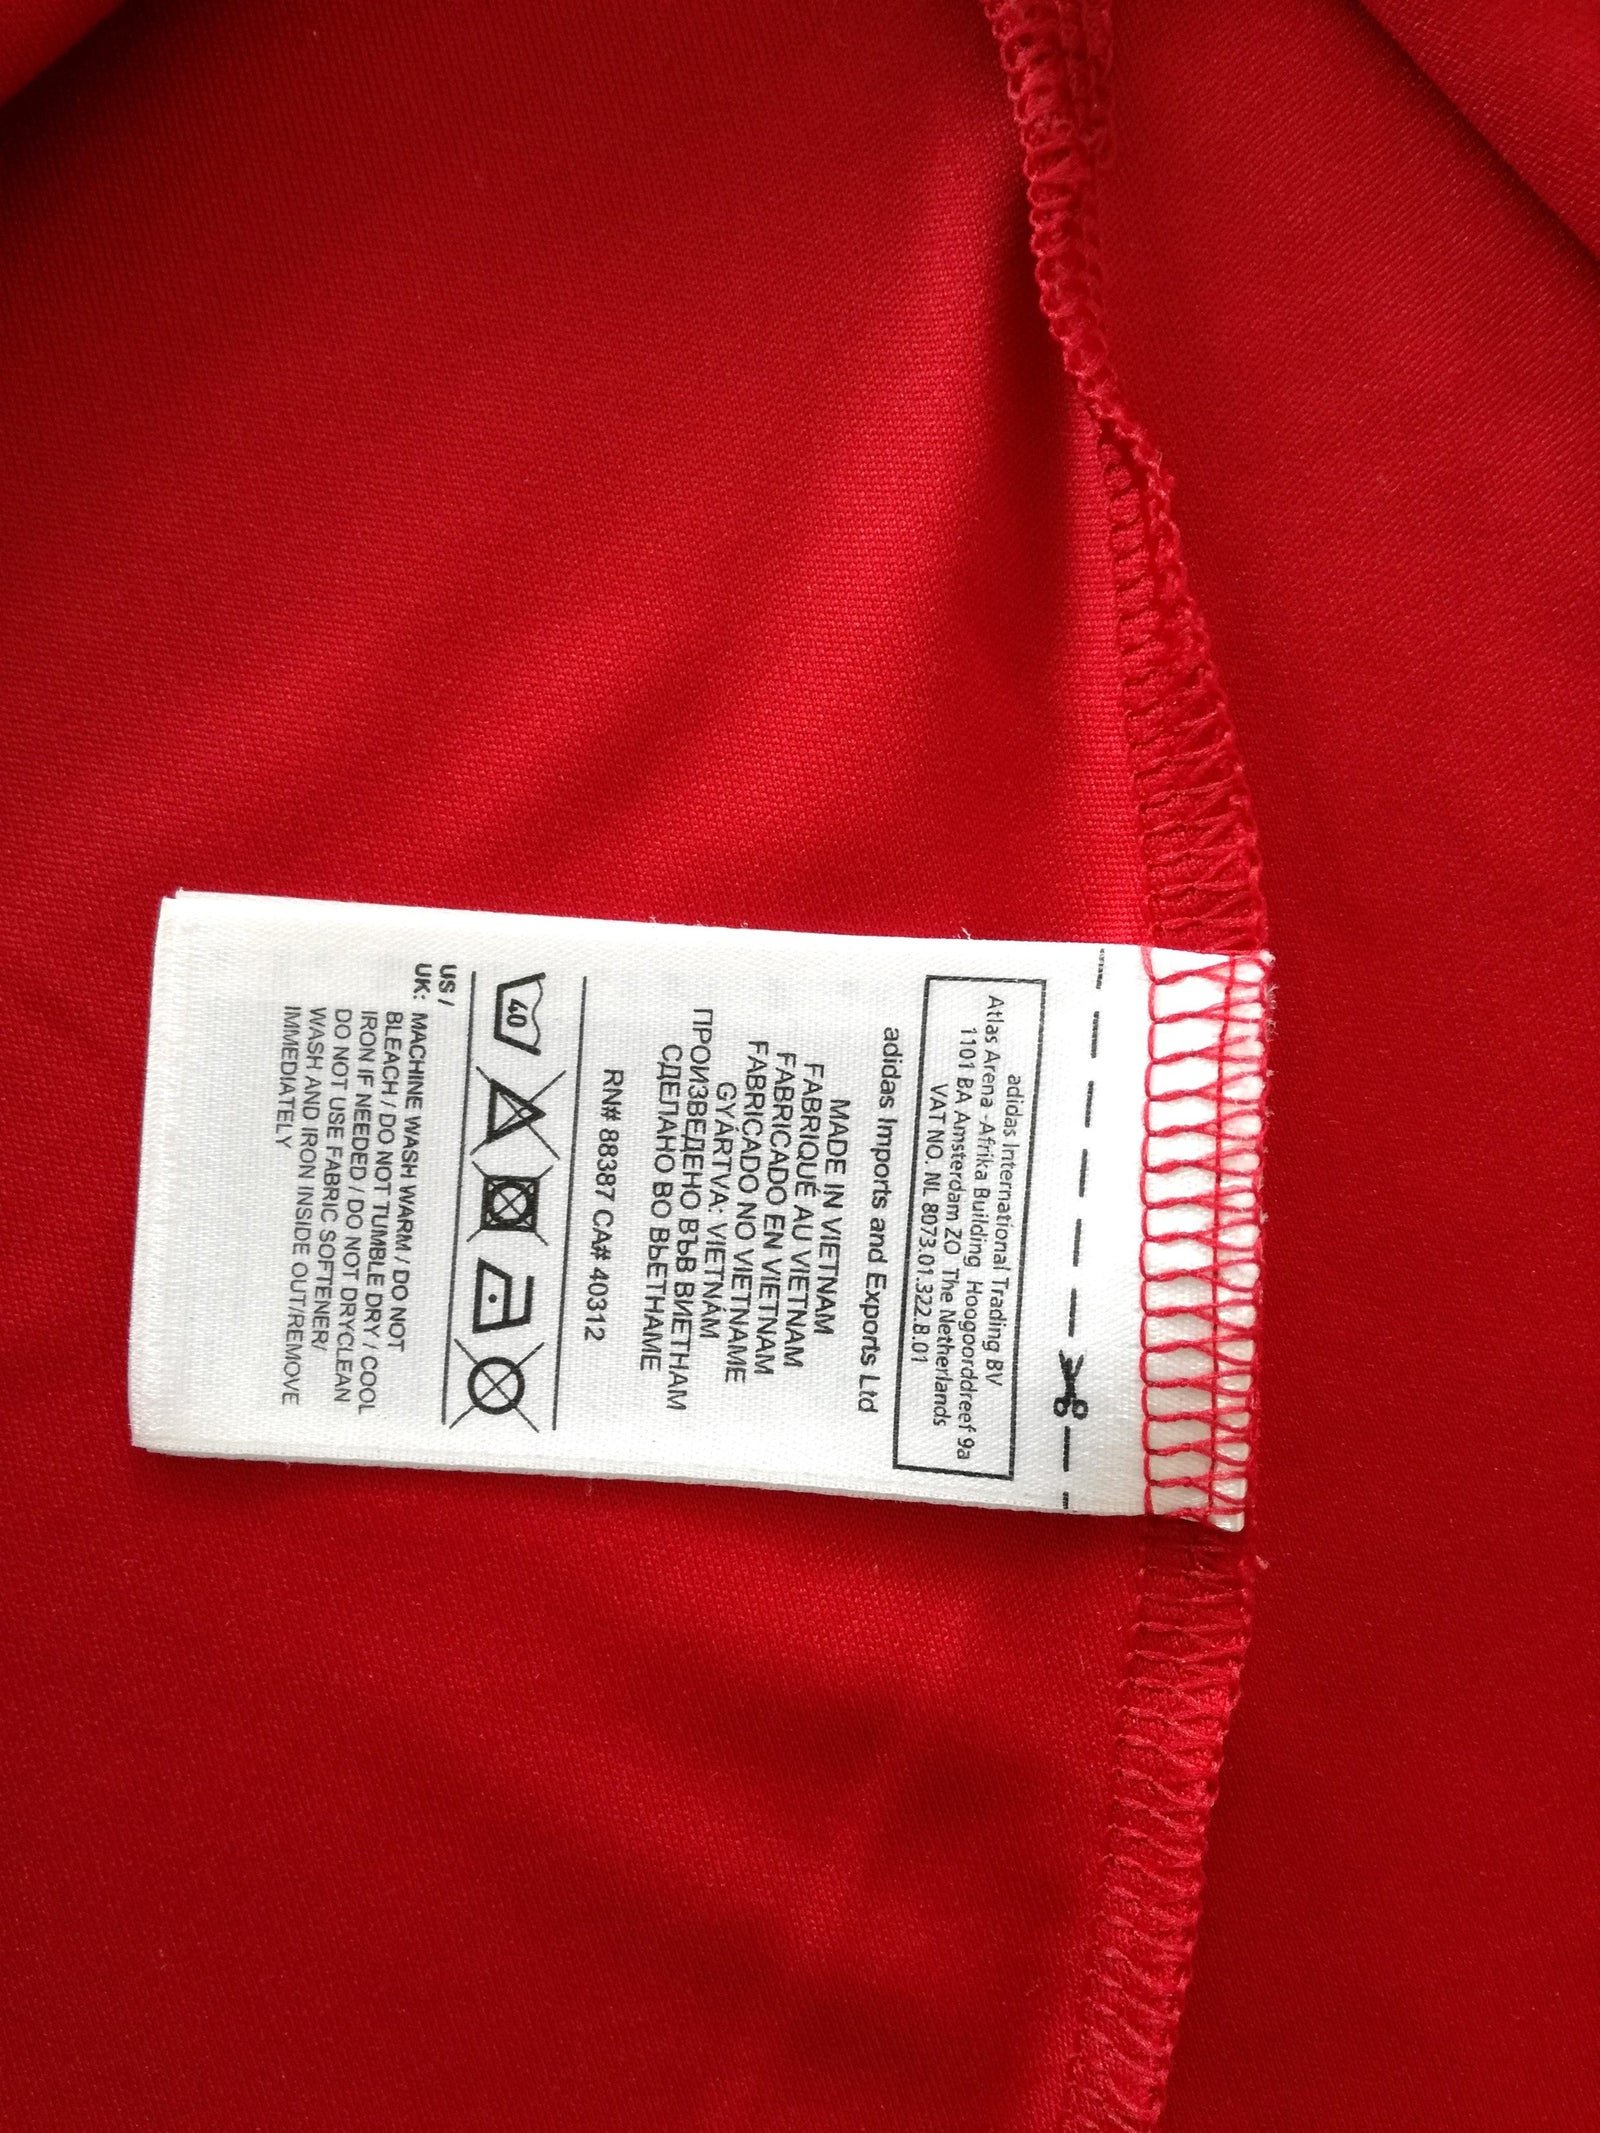 adidas International Trading BV
Atlas Arena - Afrika Building Hoogoorddreef 9a
1101 BA Amsterdam ZO The Netherlands
VAT NO. NL 8073.01.322.B.01
adidas Imports and Exports Ltd
MADE IN VIETNAM
FABRIQUÉ AU VIETNAM
FABRICADO EN VIETNAM
FABRICADO NO VIETNAME
GYÁRTVA: VIETNÁM
ПРОИЗВЕДЕНО ВЪВ ВИЕТНАМ
СДЕЛАНО ВО ВЬЕТНАМЕ
RN# 88387 CA# 40312
40
US /
UK: MACHINE WASH WARM / DO NOT
BLEACH / DO NOT TUMBLE DRY / COOL
IRON IF NEEDED / DO NOT DRYCLEAN
DO NOT USE FABRIC SOFTENER/
WASH AND IRON INSIDE OUT/REMOVE
IMMEDIATELY